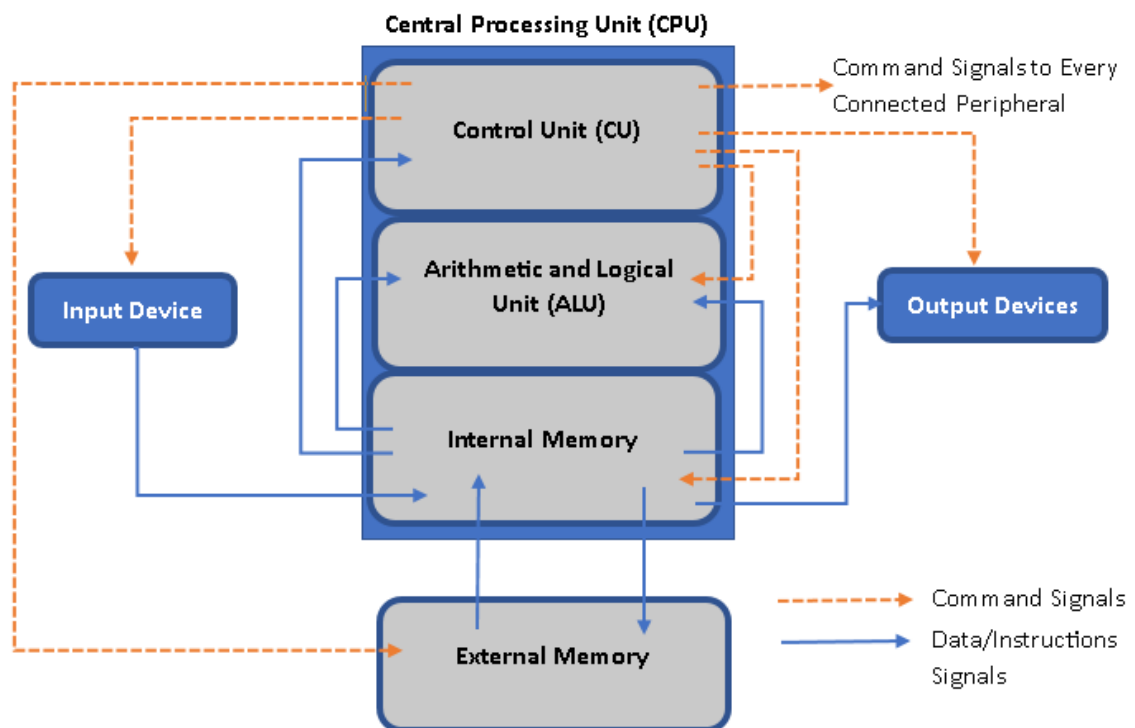 Central Processing Unit (CPU)
Command Signals to Every
Connected Peripheral
Control Unit (CU)
Arithmetic and Logical
Unit (ALU)
Input Device
Output Devices
Internal Memory
External Memory
Command Signals
Data/Instructions
Signals